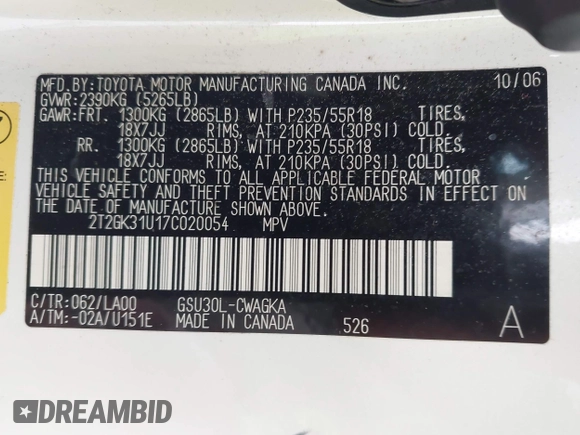 MFD.BY:TOYOTA MOTOR MANUFACTURING CANADA INC. 10/06
GVWR:2390KG (5265LB)
GAWR:FRT. 1300KG (2865LB) WITH P235/55R18 TIRES,
18X7JJ RIMS, AT 210KPA (30PSI) COLD.
RR. 1300KG (2865LB) WITH P235/55R18 TIRES,
18X7JJ RIMS, AT 210KPA (30PSI) COLD.
THIS VEHICLE CONFORMS TO ALL APPLICABLE FEDERAL MOTOR
VEHICLE SAFETY AND THEFT PREVENTION STANDARDS IN EFFECT ON
THE DATE OF MANUFACTURE SHOWN ABOVE.
2T2GK31U17C020054 MPV
C/TR:062/LA00 GSU30L-CWAGKA
A/TM:-02A/U151E MADE IN CANADA 526 A
DREAMBID